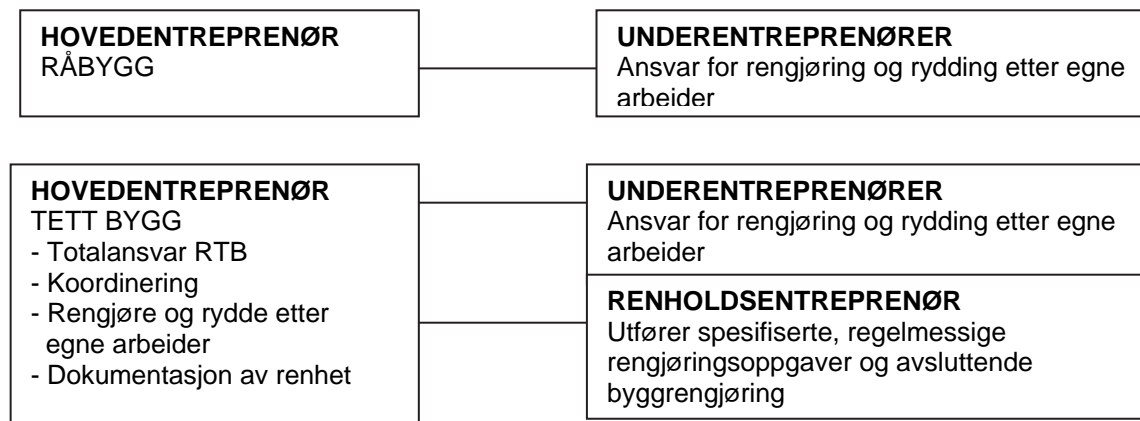 HOVEDENTREPRENØR
RÅBYGG
UNDERENTREPRENØRER
Ansvar for rengjøring og rydding etter egne
arbeider
HOVEDENTREPRENØR
TETT BYGG
- Totalansvar RTB
- Koordinering
- Rengjøre og rydde etter
egne arbeider
- Dokumentasjon av renhet
UNDERENTREPRENØRER
Ansvar for rengjøring og rydding etter egne
arbeider
RENHOLDSENTREPRENØR
Utfører spesifiserte, regelmessige
rengjøringsoppgaver og avsluttende
byggrengjøring